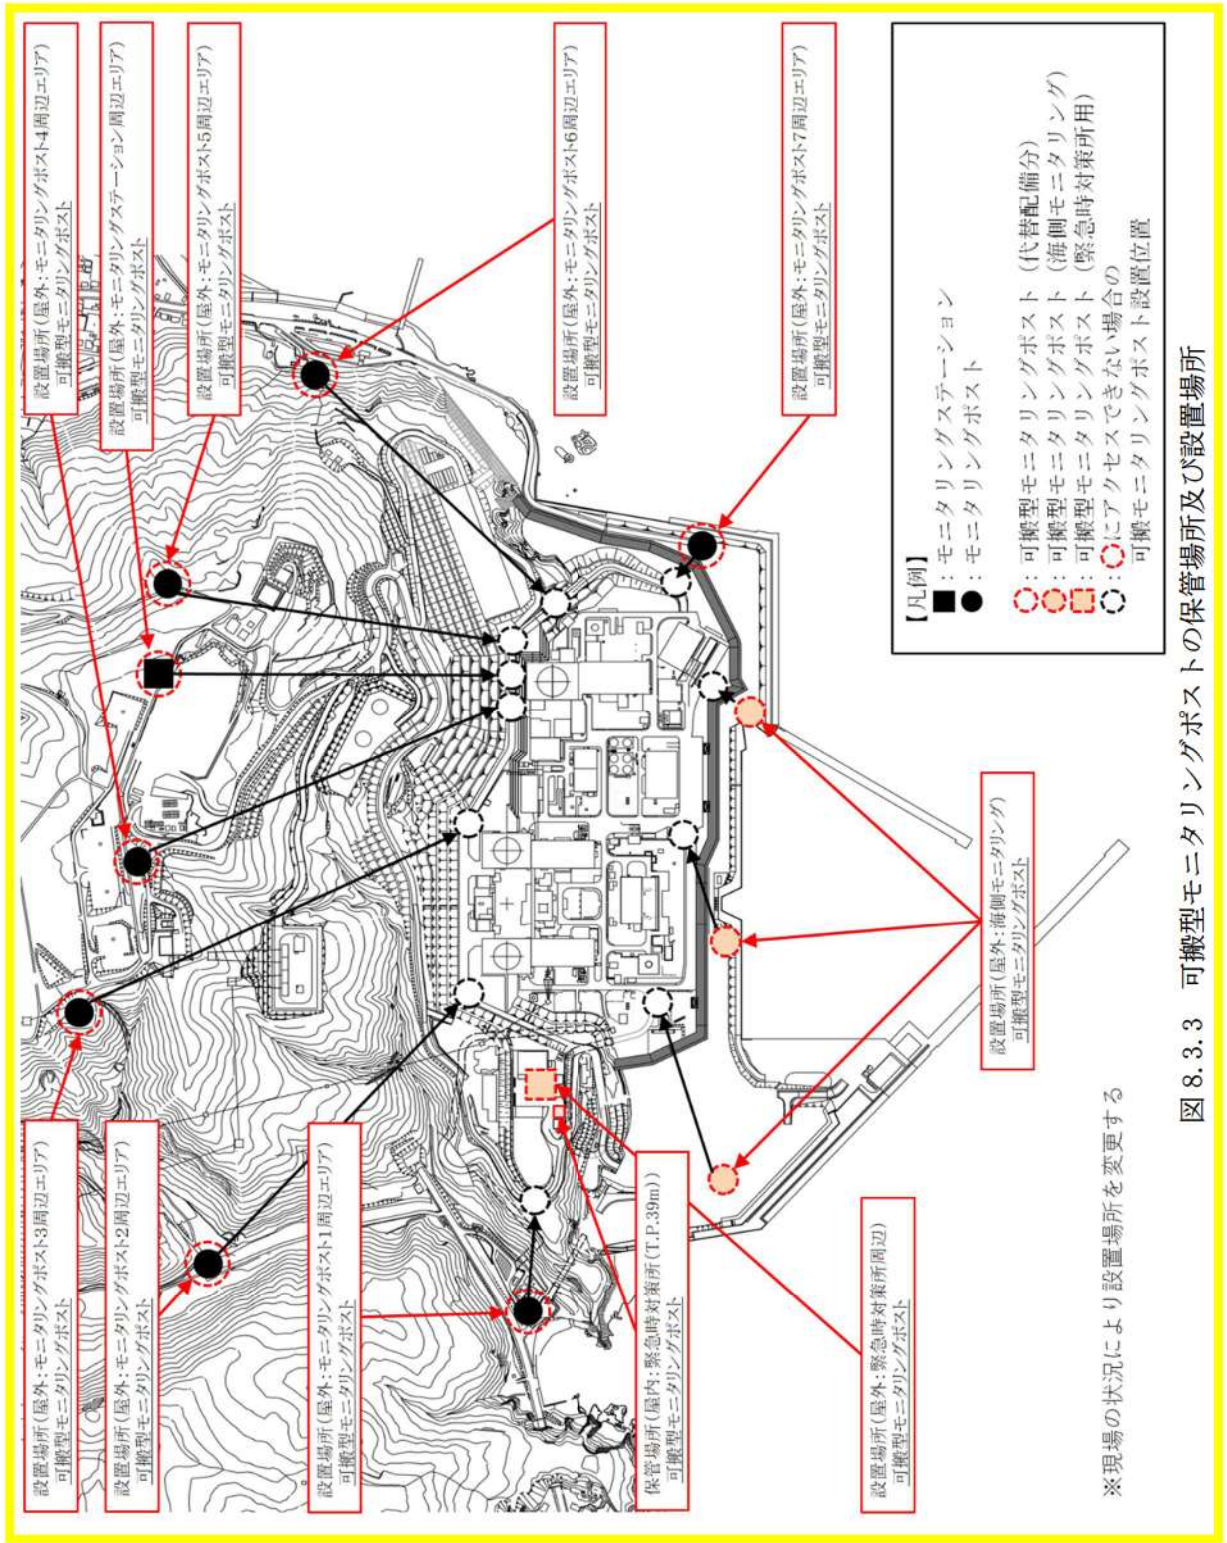 設置場所(屋外:モニタリングポスト3周辺エリア)
可搬型モニタリングポスト
設置場所(屋外:モニタリングポスト2周辺エリア)
可搬型モニタリングポスト
設置場所(屋外:モニタリングポスト1周辺エリア)
可搬型モニタリングポスト
保管場所(屋内:緊急時対策所(T.P.39m))
可搬型モニタリングポスト
設置場所(屋外:緊急時対策所周辺)
可搬型モニタリングポスト
設置場所(屋外:モニタリングポスト4周辺エリア)
可搬型モニタリングポスト
設置場所(屋外:モニタリングステーション周辺エリア)
可搬型モニタリングポスト
設置場所(屋外:モニタリングポスト5周辺エリア)
可搬型モニタリングポスト
設置場所(屋外:モニタリングポスト6周辺エリア)
可搬型モニタリングポスト
設置場所(屋外:モニタリングポスト7周辺エリア)
可搬型モニタリングポスト
設置場所(屋外:海側モニタリング)
可搬型モニタリングポスト
【凡例】
:モニタリングステーション
:モニタリングポスト
:可搬型モニタリングポスト(代替配備分)
:可搬型モニタリングポスト(海側モニタリング)
:可搬型モニタリングポスト(緊急時対策所用)
:にアクセスできない場合の
可搬モニタリングポスト設置位置
※現場の状況により設置場所を変更する
図8.3.3 可搬型モニタリングポストの保管場所及び設置場所